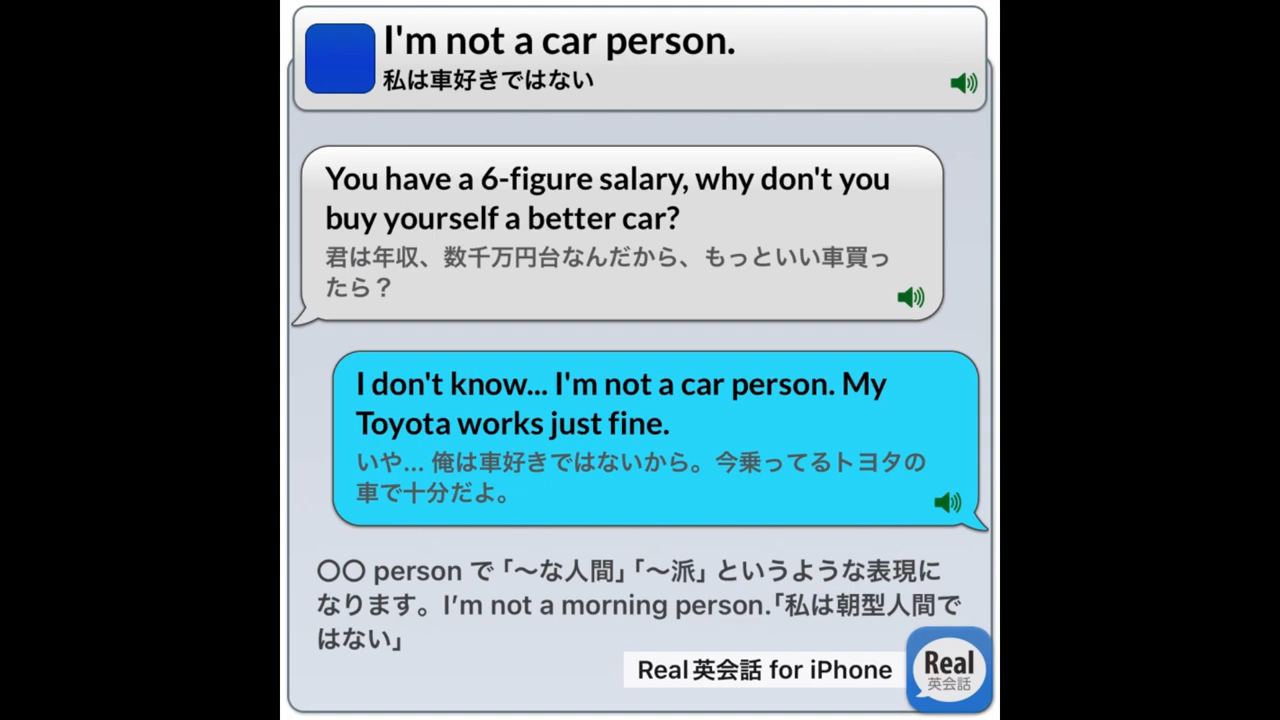 I'm not a car person.
私は車好きではない
You have a 6-figure salary, why don't you
buy yourself a better car?
君は年収、数千万円台なんだから、もっといい車買っ
たら？
I don't know... I'm not a car person. My
Toyota works just fine.
いや... 俺は車好きではないから。今乗ってるトヨタの
車で十分だよ。
〇〇 person で「〜な人間」「〜派」というような表現に
なります。I’m not a morning person.「私は朝型人間で
はない」
Real英会話 for iPhone
Real
英会話